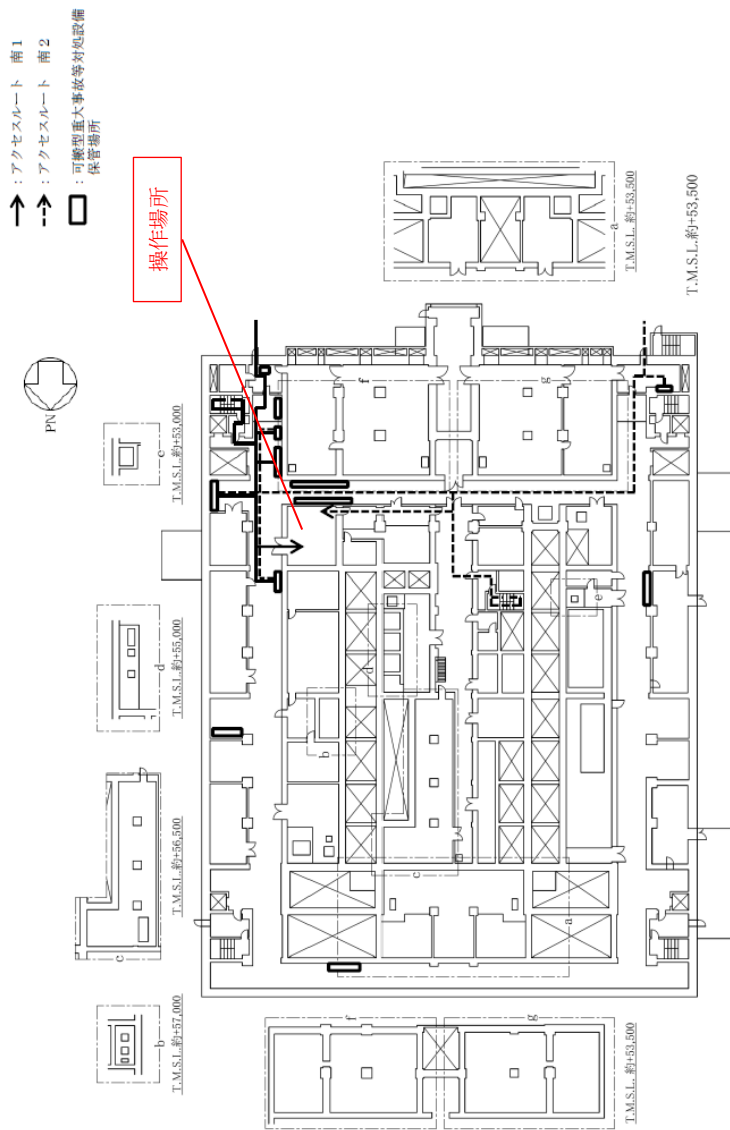 ：アクセスルート　南１
：アクセスルート　南２
：可搬型重大事故等対処設備
保管場所
操作場所
PN
e
T.M.S.L.約+53,000
d
T.M.S.L.約+55,000
c
T.M.S.L.約+56,500
b
T.M.S.L.約+57,000
a
T.M.S.L.約+53,500
T.M.S.L.約+53,500
f
g
e
d
b
c
a
f
g
T.M.S.L.約+53,500